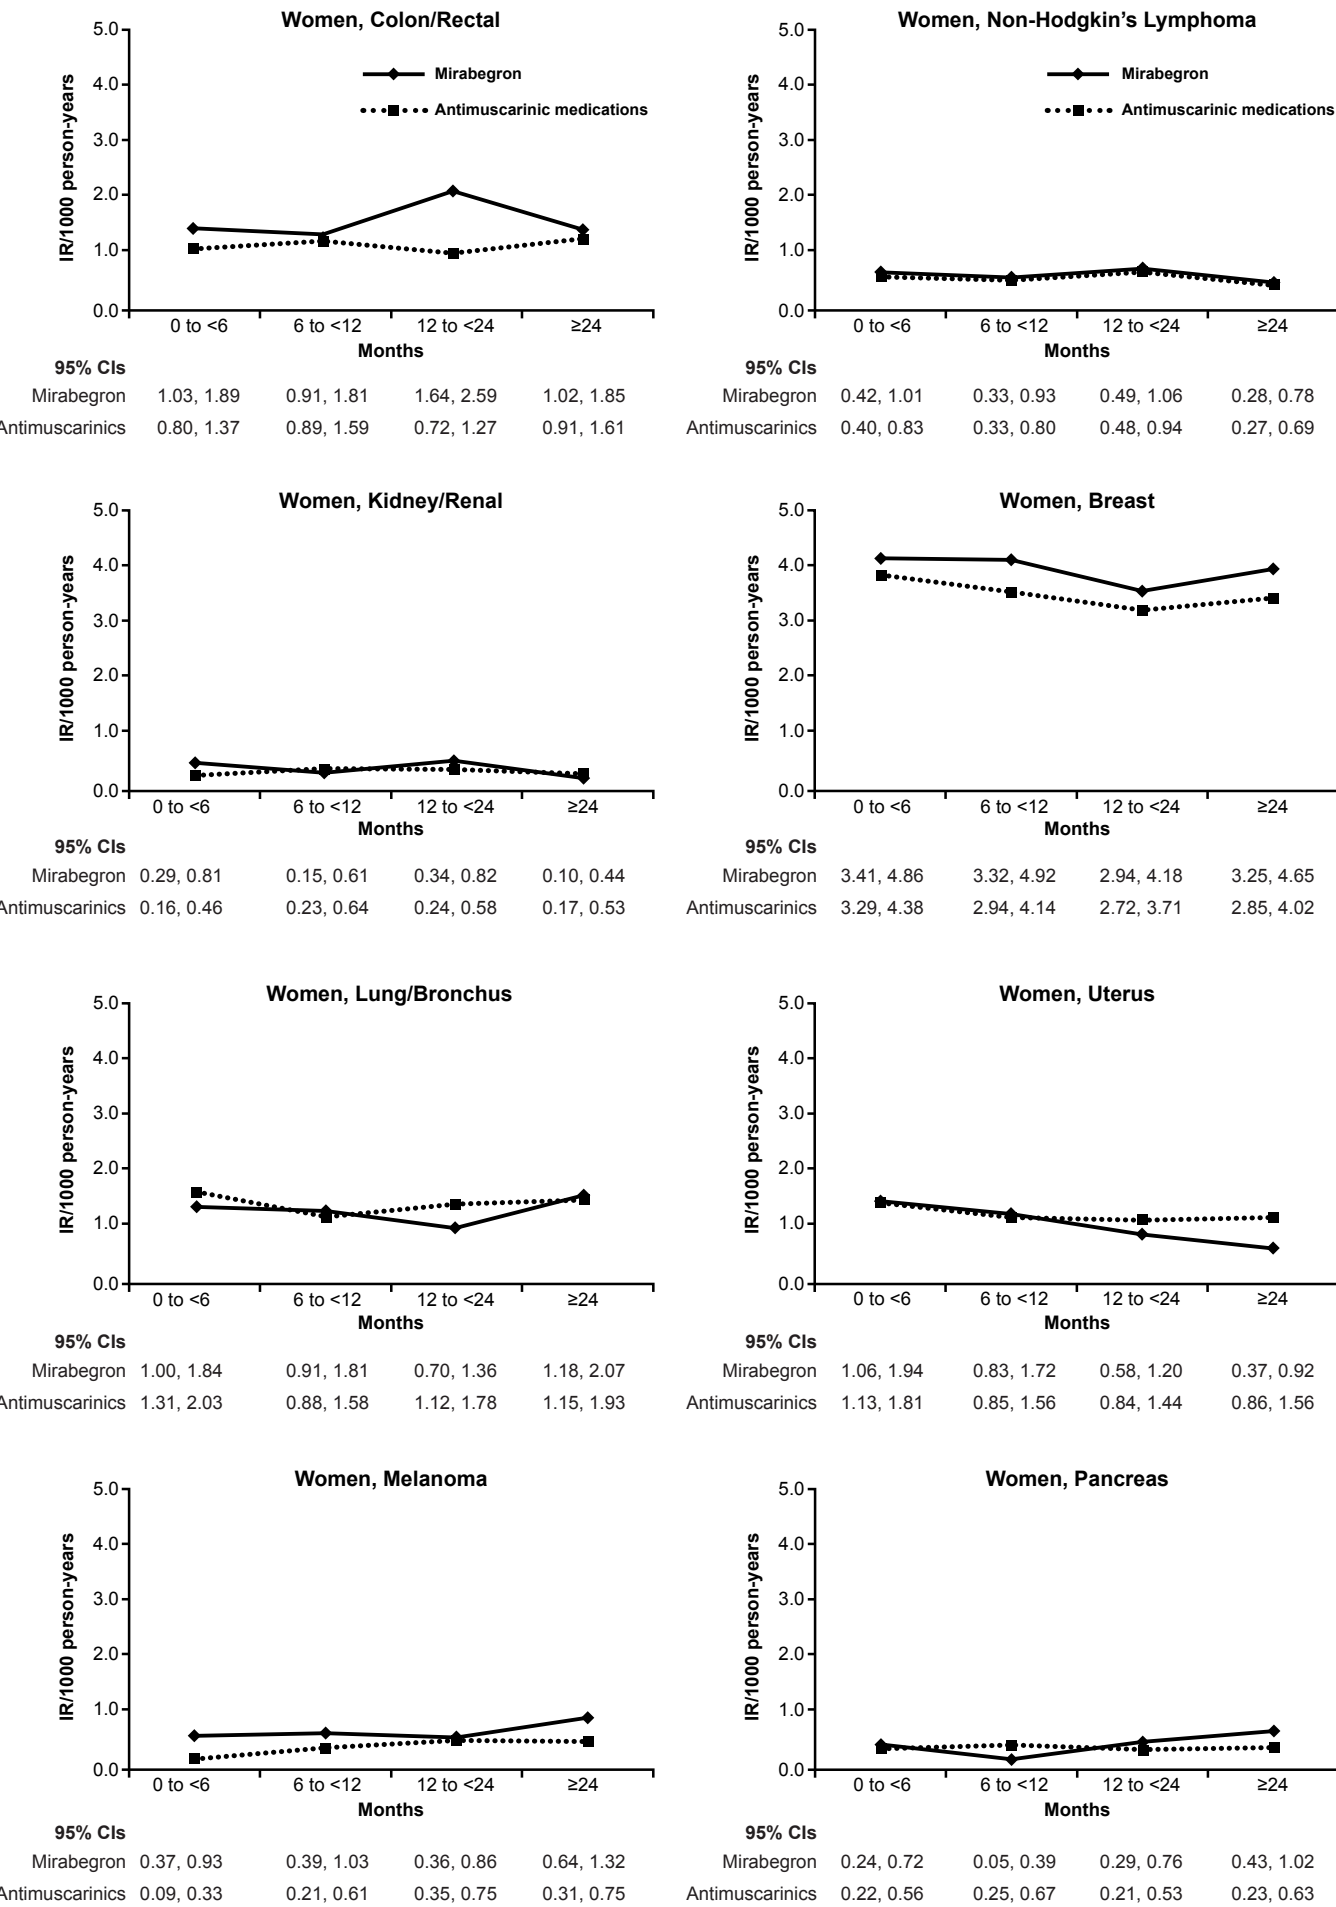 Women, Colon/Rectal
IR/1000 person-years
5.0
4.0
3.0
2.0
1.0
0.0
Mirabegron
Antimuscarinic medications
0 to <6 6 to <12 12 to <24 ≥24
Months
95% CIs
Mirabegron 1.03, 1.89 0.91, 1.81 1.64, 2.59 1.02, 1.85
Antimuscarinics 0.80, 1.37 0.89, 1.59 0.72, 1.27 0.91, 1.61
Women, Non-Hodgkin's Lymphoma
IR/1000 person-years
5.0
4.0
3.0
2.0
1.0
0.0
Mirabegron
Antimuscarinic medications
0 to <6 6 to <12 12 to <24 ≥24
Months
95% CIs
Mirabegron 0.42, 1.01 0.33, 0.93 0.49, 1.06 0.28, 0.78
Antimuscarinics 0.40, 0.83 0.33, 0.80 0.48, 0.94 0.27, 0.69
Women, Kidney/Renal
IR/1000 person-years
5.0
4.0
3.0
2.0
1.0
0.0
0 to <6 6 to <12 12 to <24 ≥24
Months
95% CIs
Mirabegron 0.29, 0.81 0.15, 0.61 0.34, 0.82 0.10, 0.44
Antimuscarinics 0.16, 0.46 0.23, 0.64 0.24, 0.58 0.17, 0.53
Women, Breast
IR/1000 person-years
5.0
4.0
3.0
2.0
1.0
0.0
0 to <6 6 to <12 12 to <24 ≥24
Months
95% CIs
Mirabegron 3.41, 4.86 3.32, 4.92 2.94, 4.18 3.25, 4.65
Antimuscarinics 3.29, 4.38 2.94, 4.14 2.72, 3.71 2.85, 4.02
Women, Lung/Bronchus
IR/1000 person-years
5.0
4.0
3.0
2.0
1.0
0.0
0 to <6 6 to <12 12 to <24 ≥24
Months
95% CIs
Mirabegron 1.00, 1.84 0.91, 1.81 0.70, 1.36 1.18, 2.07
Antimuscarinics 1.31, 2.03 0.88, 1.58 1.12, 1.78 1.15, 1.93
Women, Uterus
IR/1000 person-years
5.0
4.0
3.0
2.0
1.0
0.0
0 to <6 6 to <12 12 to <24 ≥24
Months
95% CIs
Mirabegron 1.06, 1.94 0.83, 1.72 0.58, 1.20 0.37, 0.92
Antimuscarinics 1.13, 1.81 0.85, 1.56 0.84, 1.44 0.86, 1.56
Women, Melanoma
IR/1000 person-years
5.0
4.0
3.0
2.0
1.0
0.0
0 to <6 6 to <12 12 to <24 ≥24
Months
95% CIs
Mirabegron 0.37, 0.93 0.39, 1.03 0.36, 0.86 0.64, 1.32
Antimuscarinics 0.09, 0.33 0.21, 0.61 0.35, 0.75 0.31, 0.75
Women, Pancreas
IR/1000 person-years
5.0
4.0
3.0
2.0
1.0
0.0
0 to <6 6 to <12 12 to <24 ≥24
Months
95% CIs
Mirabegron 0.24, 0.72 0.05, 0.39 0.29, 0.76 0.43, 1.02
Antimuscarinics 0.22, 0.56 0.25, 0.67 0.21, 0.53 0.23, 0.63